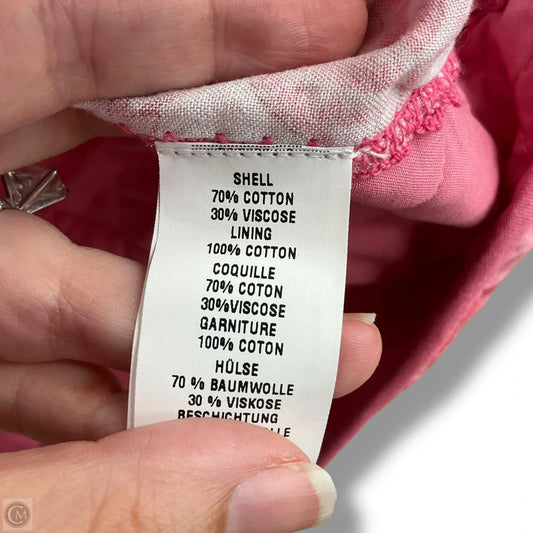 SHELL
70% COTTON
30% VISCOSE
LINING
100% COTTON
COQUILLE
70% COTON
30%VISCOSE
GARNITURE
100% COTON
HÜLSE
70 % BAUMWOLLE
30 % VISKOSE
BESCHICHTUNG